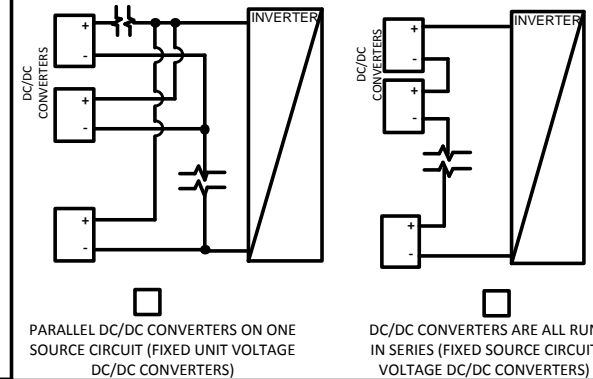 INVERTER
DC/DC
CONVERTERS
+
-
+
-
+
-
PARALLEL DC/DC CONVERTERS ON ONE
SOURCE CIRCUIT (FIXED UNIT VOLTAGE
DC/DC CONVERTERS)
INVERTER
DC/DC
CONVERTERS
+
-
+
-
+
-
DC/DC CONVERTERS ARE ALL RUN
IN SERIES (FIXED SOURCE CIRCUIT
VOLTAGE DC/DC CONVERTERS)